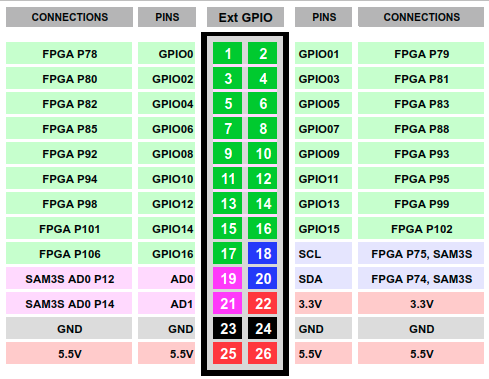 CONNECTIONS PINS Ext GPIO PINS CONNECTIONS
FPGA P78 GPIO0 1 2 GPIO01 FPGA P79
FPGA P80 GPIO02 3 4 GPIO03 FPGA P81
FPGA P82 GPIO04 5 6 GPIO05 FPGA P83
FPGA P85 GPIO06 7 8 GPIO07 FPGA P88
FPGA P92 GPIO08 9 10 GPIO09 FPGA P93
FPGA P94 GPIO10 11 12 GPIO11 FPGA P95
FPGA P98 GPIO12 13 14 GPIO13 FPGA P99
FPGA P101 GPIO14 15 16 GPIO15 FPGA P102
FPGA P106 GPIO16 17 18 SCL FPGA P75, SAM3S
SAM3S AD0 P12 AD0 19 20 SDA FPGA P74, SAM3S
SAM3S AD0 P14 AD1 21 22 3.3V 3.3V
GND GND 23 24 GND GND
5.5V 5.5V 25 26 5.5V 5.5V